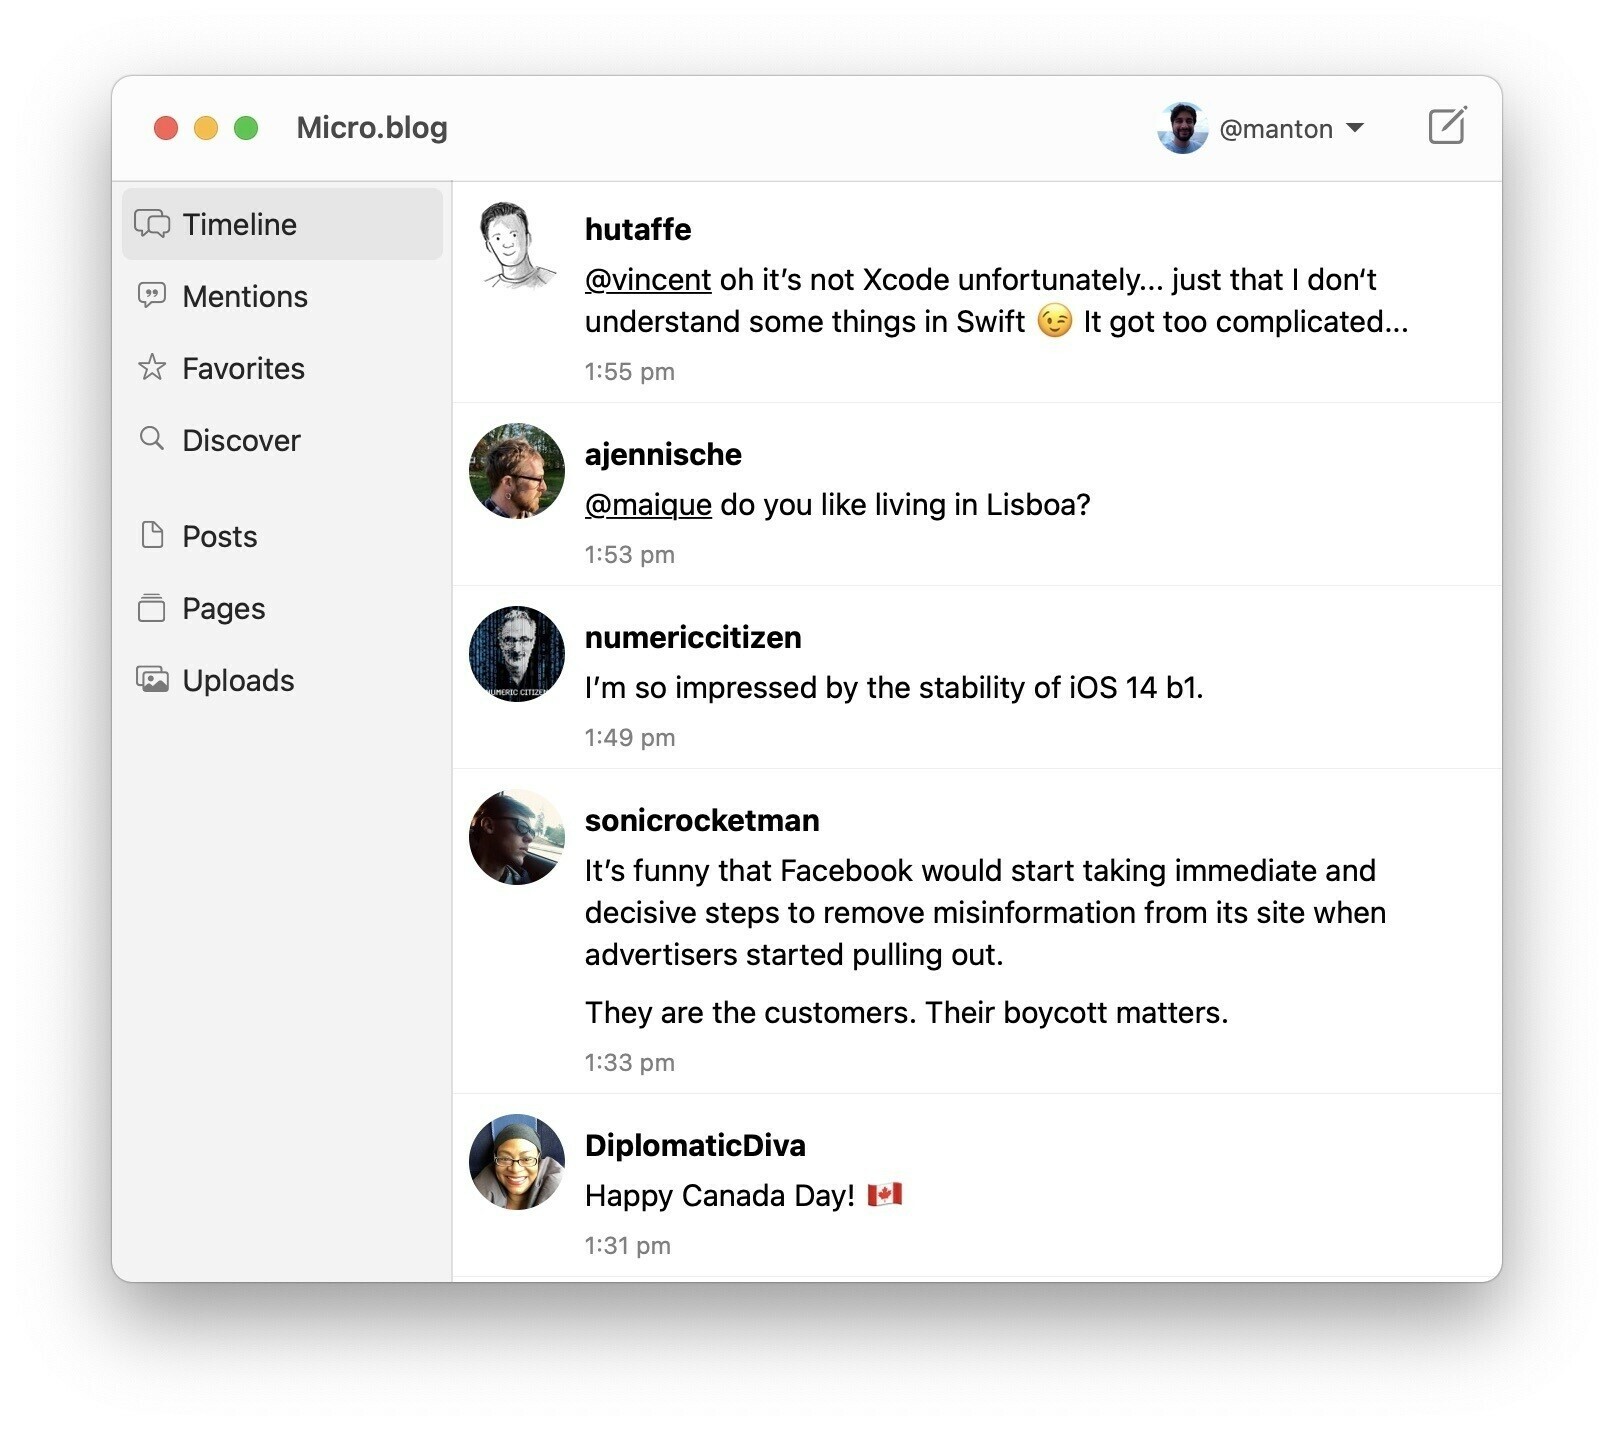 Micro.blog
@manton
Timeline
Mentions
Favorites
Discover
Posts
Pages
Uploads
hutaffe
@vincent oh it’s not Xcode unfortunately... just that I don‘t
understand some things in Swift 😉 It got too complicated...
1:55 pm
ajennische
@maique do you like living in Lisboa?
1:53 pm
NUMERIC CITIZEN
numericcitizen
I’m so impressed by the stability of iOS 14 b1.
1:49 pm
sonicrocketman
It’s funny that Facebook would start taking immediate and
decisive steps to remove misinformation from its site when
advertisers started pulling out.
They are the customers. Their boycott matters.
1:33 pm
DiplomaticDiva
Happy Canada Day! 🇨🇦
1:31 pm